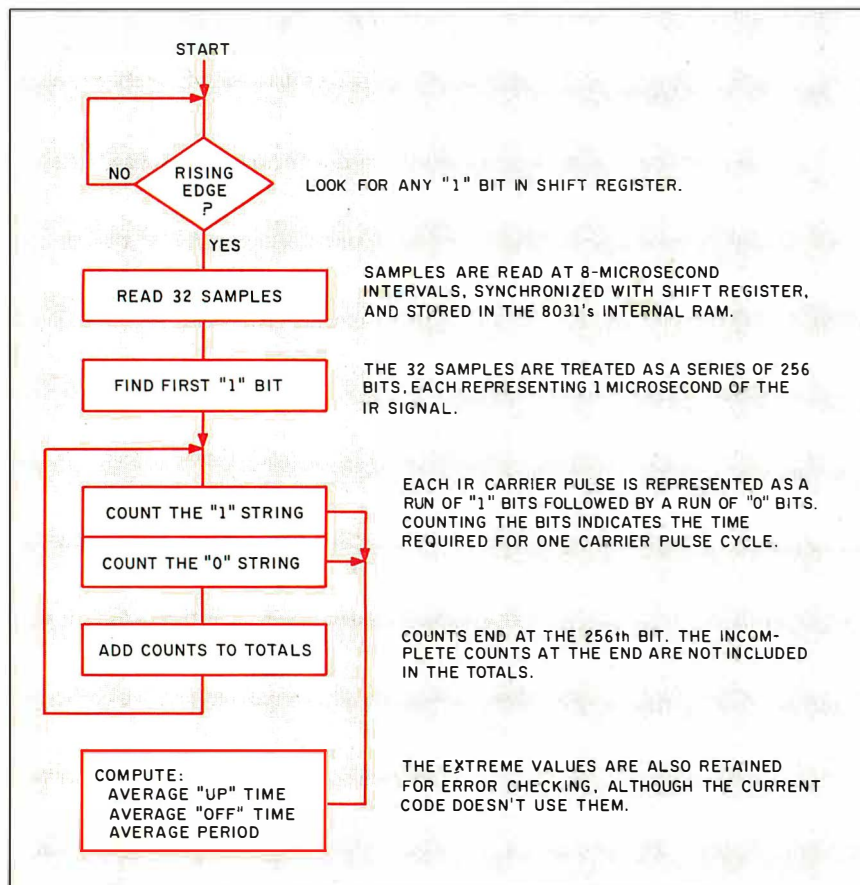 START
NO
RISING
EDGE
?
LOOK FOR ANY "1" BIT IN SHIFT REGISTER.
YES
READ 32 SAMPLES
SAMPLES ARE READ AT 8-MICROSECOND
INTERVALS, SYNCHRONIZED WITH SHIFT REGISTER,
AND STORED IN THE 8031's INTERNAL RAM.
FIND FIRST "1" BIT
THE 32 SAMPLES ARE TREATED AS A SERIES OF 256
BITS, EACH REPRESENTING 1 MICROSECOND OF THE
IR SIGNAL.
COUNT THE "1" STRING
COUNT THE "0" STRING
EACH IR CARRIER PULSE IS REPRESENTED AS A
RUN OF "1" BITS FOLLOWED BY A RUN OF "0" BITS.
COUNTING THE BITS INDICATES THE TIME
REQUIRED FOR ONE CARRIER PULSE CYCLE.
ADD COUNTS TO TOTALS
COUNTS END AT THE 256th BIT. THE INCOM-
PLETE COUNTS AT THE END ARE NOT INCLUDED
IN THE TOTALS.
COMPUTE:
AVERAGE "UP" TIME
AVERAGE "OFF" TIME
AVERAGE PERIOD
THE EXTREME VALUES ARE ALSO RETAINED
FOR ERROR CHECKING, ALTHOUGH THE CURRENT
CODE DOESN'T USE THEM.